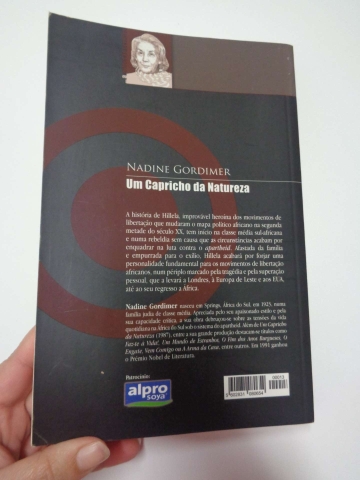 NADINE GORDIMER
Um Capricho da Natureza
A história de Hillela, improvável heroína dos movimentos de
libertação que mudaram o mapa político africano na segunda
metade do século XX, tem início na classe média sul-africana
e numa rebeldia sem causa que as circunstâncias acabam por
enquadrar na luta contra o apartheid. Afastada da família
e empurrada para o exílio, Hillela acabará por forjar uma
personalidade fundamental para os movimentos de libertação
africanos, num périplo marcado pela tragédia e pela superação
pessoal, que a levará a Londres, à Europa de Leste e aos EUA,
até ao seu regresso a África.
Nadine Gordimer nasceu em Springs, África do Sul, em 1923, numa
família judia de classe média. Apreciada pelo seu apaixonado estilo e pela
sua capacidade crítica, a sua obra debruçou-se sobre as tensões da vida
quotidiana na África do Sul sob o sistema do apartheid. Além de Um Capricho
da Natureza (1987), entre a sua grande produção destacam-se títulos como
Faz-se à Vida!, Um Mundo de Estranhos, O Fim dos Anos Burgueses, O
Engate, Vem Comigo ou A Arma da Casa, entre outros. Em 1991 ganhou
o Prémio Nobel de Literatura.
Patrocínio:
alpro
soya